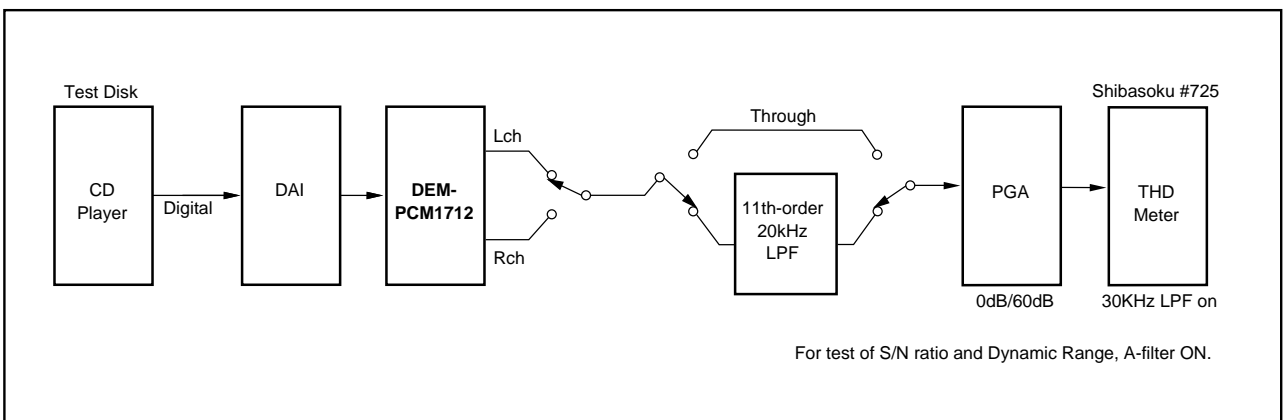 Test Disk
CD
Player
Digital
DAI
DEM-
PCM1712
Lch
Rch
Through
11th-order
20kHz
LPF
PGA
0dB/60dB
Shibasoku #725
THD
Meter
30KHz LPF on
For test of S/N ratio and Dynamic Range, A-filter ON.